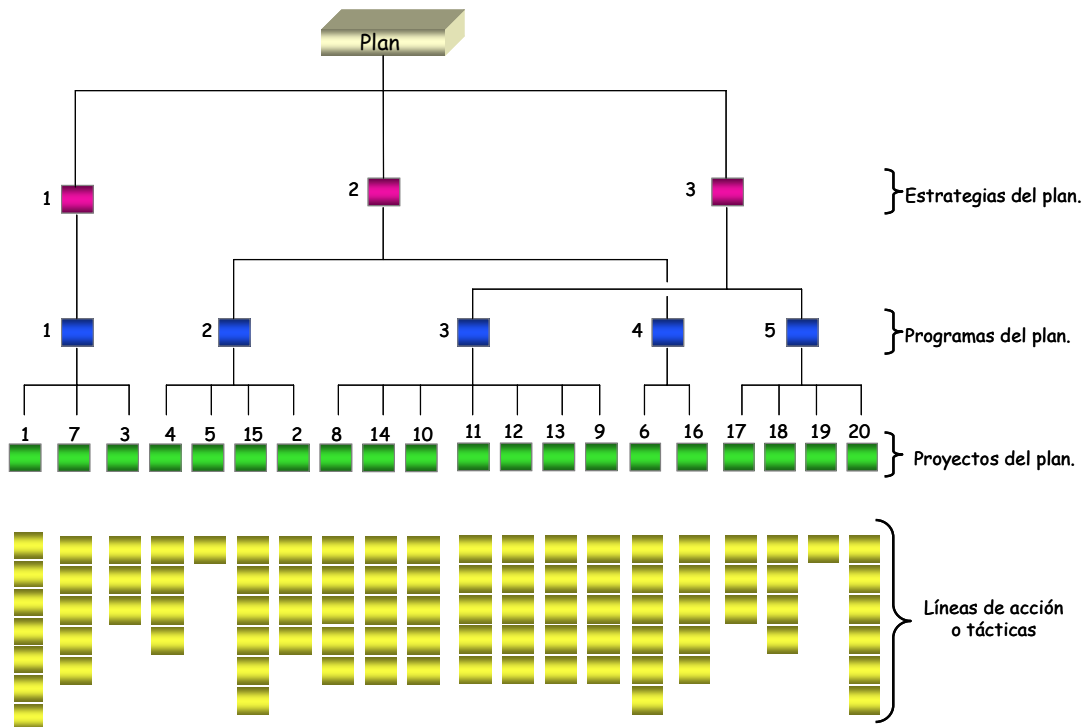 Plan
1 2 3 Estrategias del plan.
1 2 3 4 5 Programas del plan.
1 7 3 4 5 15 2 8 14 10 11 12 13 9 6 16 17 18 19 20
Proyectos del plan.
Líneas de acción
o tácticas